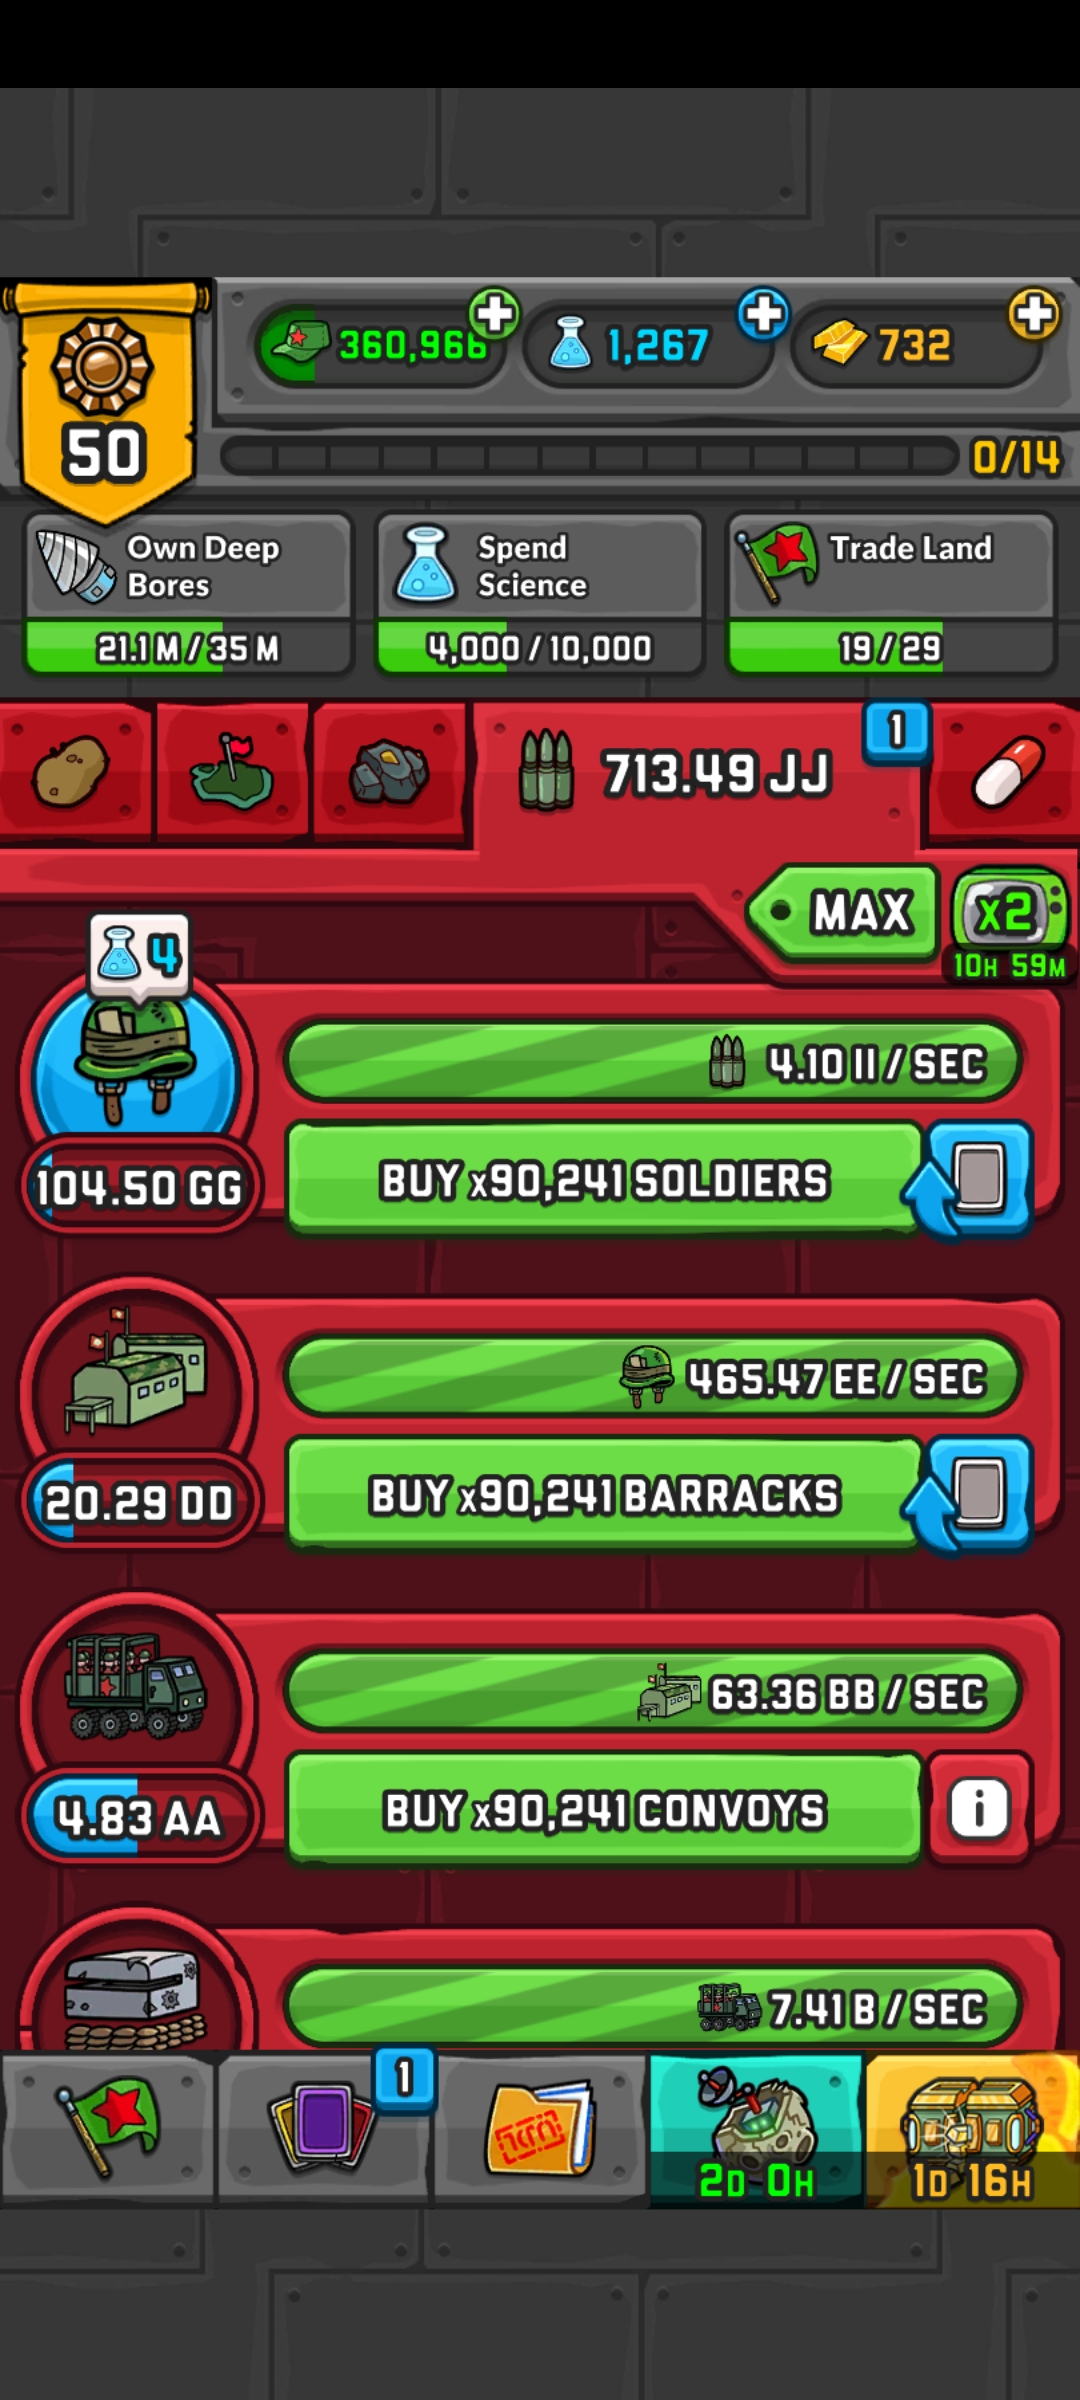 360,966
1,267
732
50
0/14
Own Deep
Bores
21.1 M / 35 M
Spend
Science
4,000 / 10,000
Trade Land
19 / 29
713.49 JJ
1
MAX
x2
10H 59M
4
4.10 II / SEC
104.50 GG
BUY x90,241 SOLDIERS
465.47 EE / SEC
20.29 DD
BUY x90,241 BARRACKS
63.36 BB / SEC
4.83 AA
BUY x90,241 CONVOYS
i
7.41 B / SEC
1
2D 0H
1D 16H